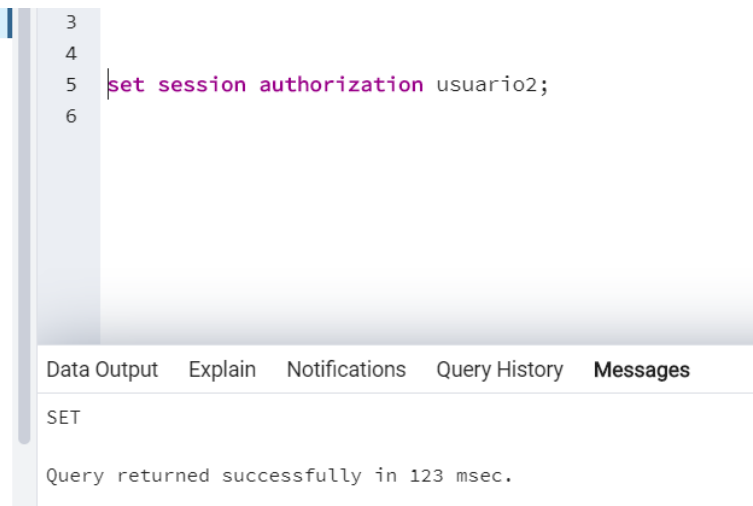 3
4
5 set session authorization usuario2;
6
Data Output Explain Notifications Query History Messages
SET
Query returned successfully in 123 msec.